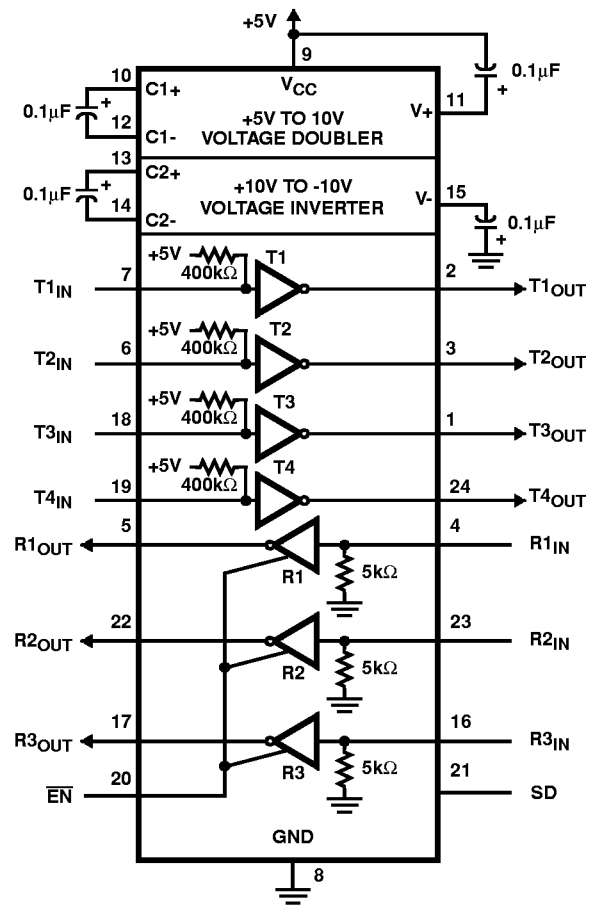 +5V
9
10
C1+
VCC
0.1µF
+
0.1µF
+
+5V TO 10V
VOLTAGE DOUBLER
V+
11
12
C1-
13
C2+
0.1µF
+
+10V TO -10V
VOLTAGE INVERTER
V-
15
14
C2-
0.1µF
+
+5V
400kΩ
T1
T1IN
7
2
T1OUT
+5V
400kΩ
T2
T2IN
6
3
T2OUT
+5V
400kΩ
T3
T3IN
18
1
T3OUT
+5V
400kΩ
T4
T4IN
19
24
T4OUT
R1OUT
5
4
R1IN
R1
5kΩ
R2OUT
22
23
R2IN
R2
5kΩ
R3OUT
17
16
R3IN
R3
5kΩ
E̅N̅
20
21
SD
GND
8